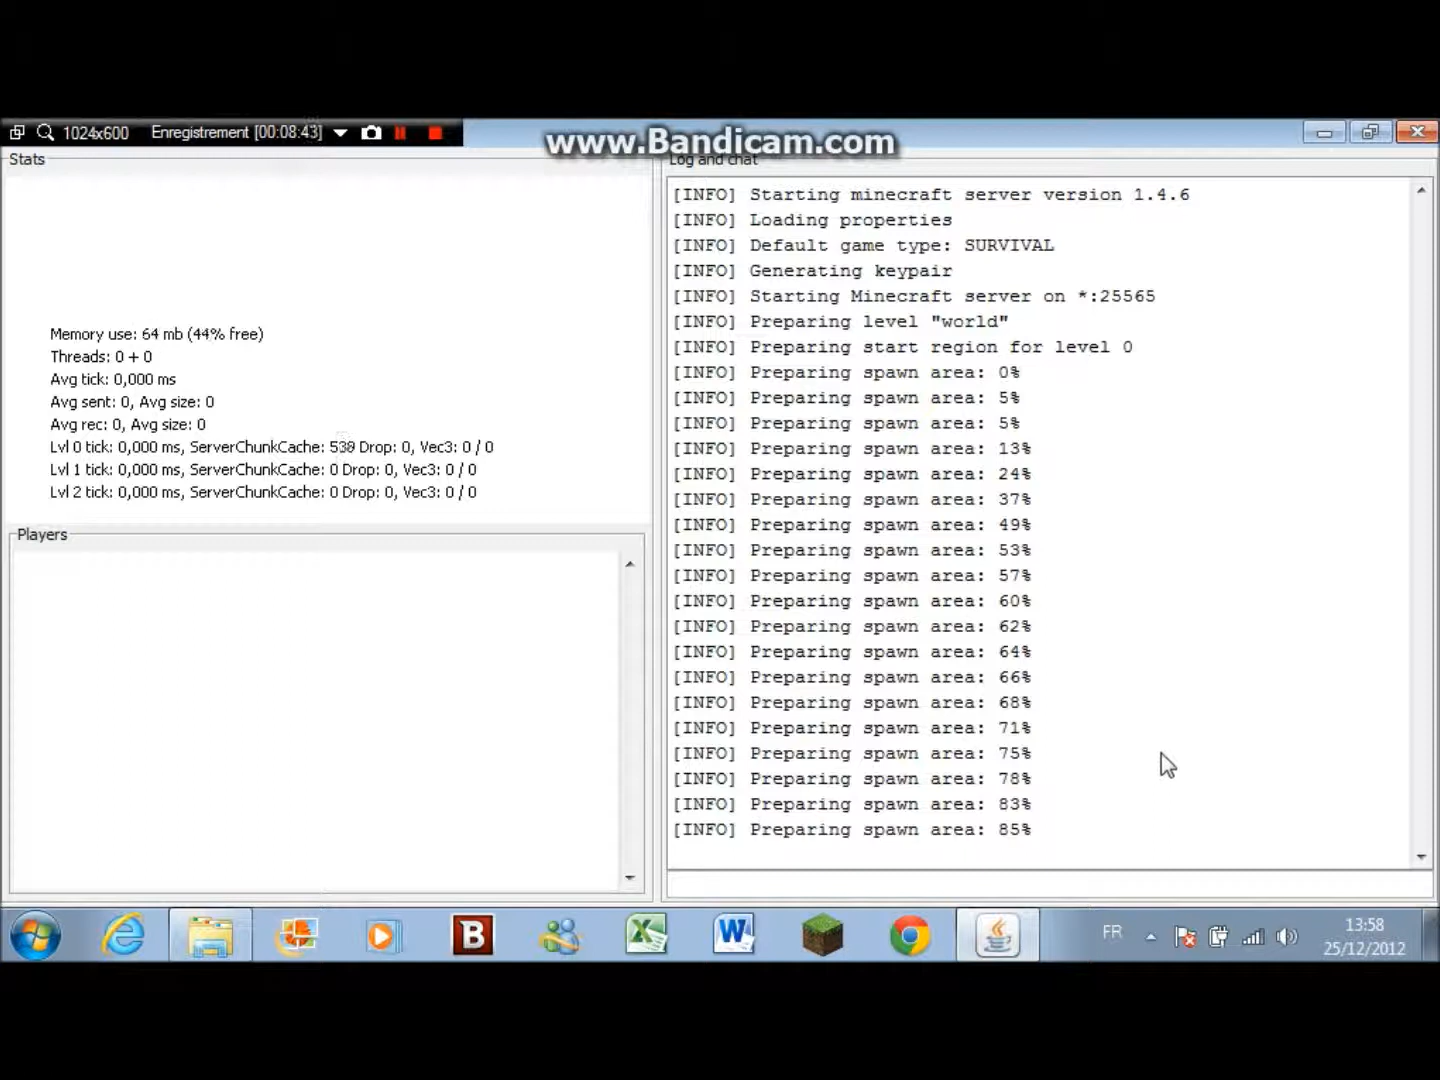 1024x600 Enregistrement [00:08:43]
www.Bandicam.com
Stats
Memory use: 64 mb (44% free)
Threads: 0 + 0
Avg tick: 0,000 ms
Avg sent: 0, Avg size: 0
Avg rec: 0, Avg size: 0
Lvl 0 tick: 0,000 ms, ServerChunkCache: 539 Drop: 0, Vec3: 0 / 0
Lvl 1 tick: 0,000 ms, ServerChunkCache: 0 Drop: 0, Vec3: 0 / 0
Lvl 2 tick: 0,000 ms, ServerChunkCache: 0 Drop: 0, Vec3: 0 / 0
Players
Log and chat
[INFO] Starting minecraft server version 1.4.6
[INFO] Loading properties
[INFO] Default game type: SURVIVAL
[INFO] Generating keypair
[INFO] Starting Minecraft server on *:25565
[INFO] Preparing level "world"
[INFO] Preparing start region for level 0
[INFO] Preparing spawn area: 0%
[INFO] Preparing spawn area: 5%
[INFO] Preparing spawn area: 5%
[INFO] Preparing spawn area: 13%
[INFO] Preparing spawn area: 24%
[INFO] Preparing spawn area: 37%
[INFO] Preparing spawn area: 49%
[INFO] Preparing spawn area: 53%
[INFO] Preparing spawn area: 57%
[INFO] Preparing spawn area: 60%
[INFO] Preparing spawn area: 62%
[INFO] Preparing spawn area: 64%
[INFO] Preparing spawn area: 66%
[INFO] Preparing spawn area: 68%
[INFO] Preparing spawn area: 71%
[INFO] Preparing spawn area: 75%
[INFO] Preparing spawn area: 78%
[INFO] Preparing spawn area: 83%
[INFO] Preparing spawn area: 85%
B
W
FR
13:58
25/12/2012